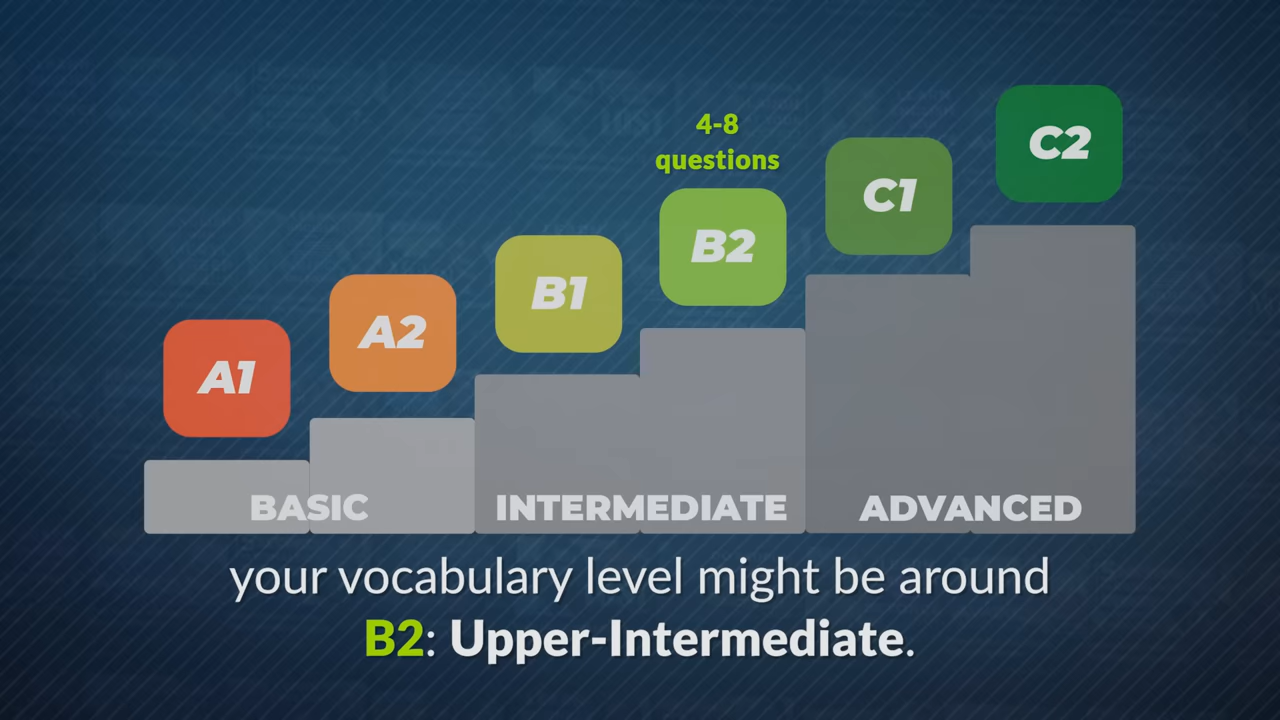 4-8
questions
C2
C1
B2
B1
A2
A1
BASIC
INTERMEDIATE
ADVANCED
your vocabulary level might be around
B2: Upper-Intermediate.